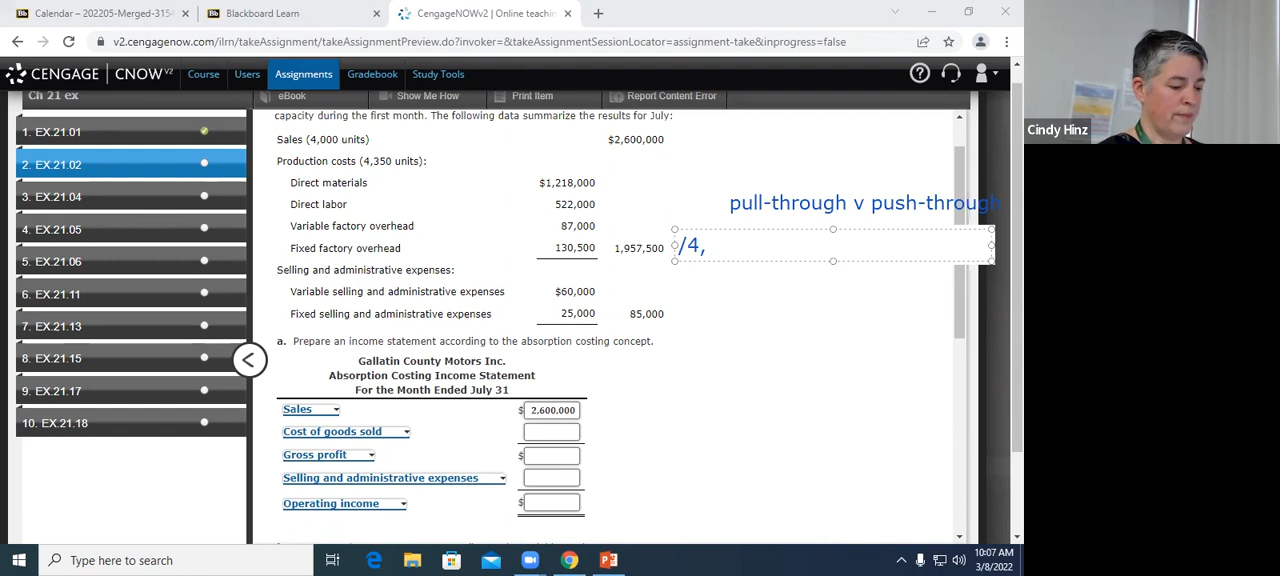 Calendar – 202205-Merged-3154
Blackboard Learn
CengageNOWv2 | Online teachin
v2.cengagenow.com/ilrn/takeAssignment/takeAssignmentPreview.do?invoker=&takeAssignmentSessionLocator=assignment-take&inprogress=false
CENGAGE | CNOWv2 Course Users Assignments Gradebook Study Tools
Ch 21 ex
eBook Show Me How Print Item Report Content Error
1. EX.21.01
2. EX.21.02
3. EX.21.04
4. EX.21.05
5. EX.21.06
6. EX.21.11
7. EX.21.13
8. EX.21.15
9. EX.21.17
10. EX.21.18
capacity during the first month. The following data summarize the results for July:
Sales (4,000 units) $2,600,000
Production costs (4,350 units):
Direct materials $1,218,000
Direct labor 522,000
Variable factory overhead 87,000
Fixed factory overhead 130,500 1,957,500
Selling and administrative expenses:
Variable selling and administrative expenses $60,000
Fixed selling and administrative expenses 25,000 85,000
pull-through v push-through
/4,
a. Prepare an income statement according to the absorption costing concept.
Gallatin County Motors Inc.
Absorption Costing Income Statement
For the Month Ended July 31
Sales $ 2,600,000
Cost of goods sold
Gross profit $
Selling and administrative expenses
Operating income $
Cindy Hinz
Type here to search
10:07 AM
3/8/2022